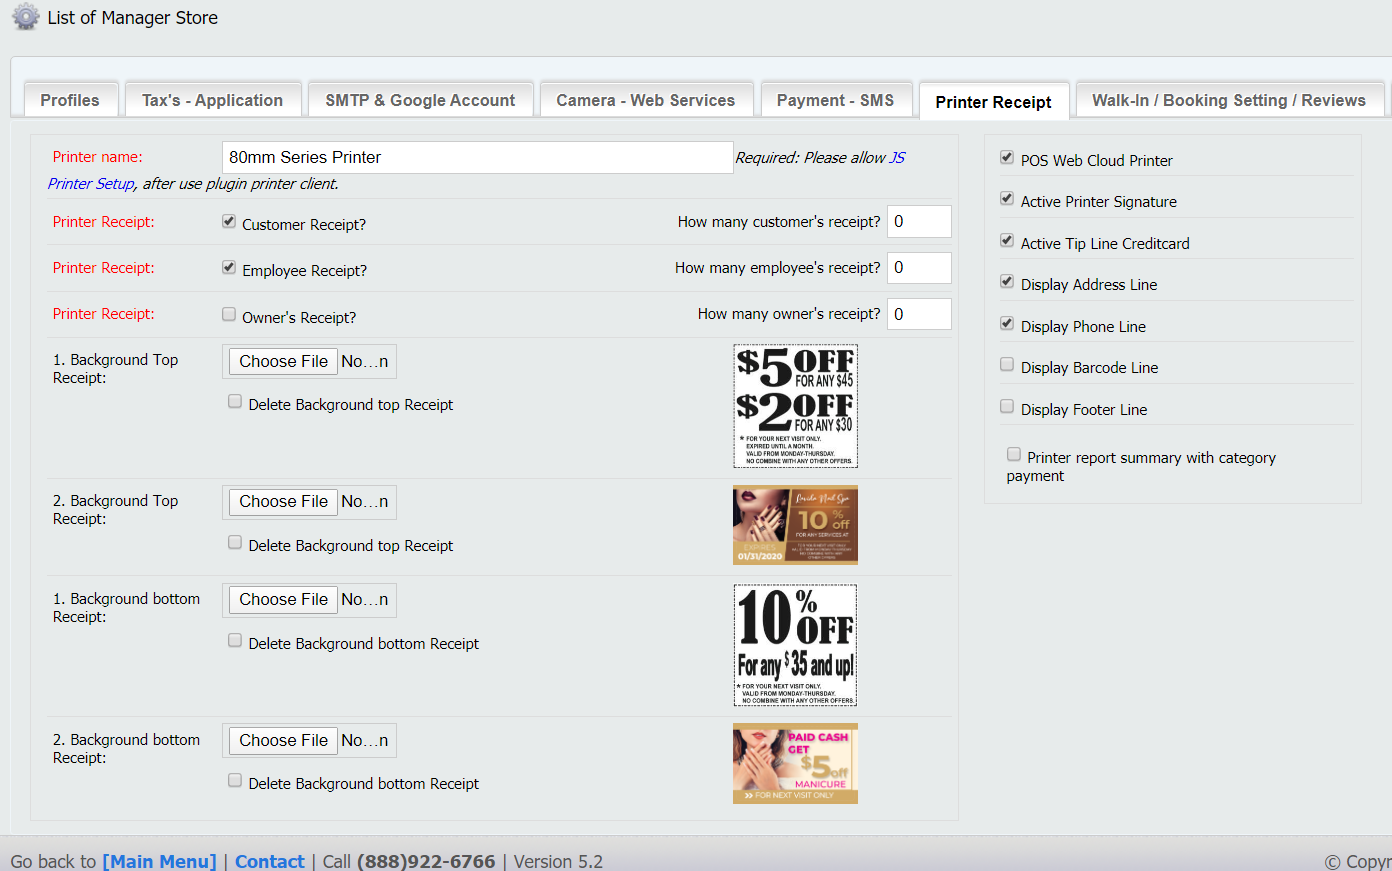 List of Manager Store
Profiles
Tax's - Application
SMTP & Google Account
Camera - Web Services
Payment - SMS
Printer Receipt
Walk-In / Booking Setting / Reviews
Printer name:
80mm Series Printer
Required: Please allow JS
Printer Setup, after use plugin printer client.
Printer Receipt:
Customer Receipt?
How many customer's receipt?
0
Printer Receipt:
Employee Receipt?
How many employee's receipt?
0
Printer Receipt:
Owner's Receipt?
How many owner's receipt?
0
1. Background Top
Receipt:
Choose File No...n
Delete Background top Receipt
$5 OFF
FOR ANY $45
$2 OFF
FOR ANY $30
* FOR YOUR NEXT VISIT ONLY.
EXPIRED UNTIL A MONTH.
VALID FROM MONDAY-THURSDAY.
NO COMBINE WITH ANY OTHER OFFERS.
2. Background Top
Receipt:
Choose File No...n
Delete Background top Receipt
Nail Spa
10% off
FOR ANY SERVICES AT
EXPIRES
01/31/2020
1. Background bottom
Receipt:
Choose File No...n
Delete Background bottom Receipt
10% OFF
For any $35 and up!
* FOR YOUR NEXT VISIT ONLY.
VALID FROM MONDAY-THURSDAY.
NO COMBINE WITH ANY OTHER OFFERS.
2. Background bottom
Receipt:
Choose File No...n
Delete Background bottom Receipt
PAID CASH
GET
$5off
MANICURE
>> FOR NEXT VISIT ONLY
POS Web Cloud Printer
Active Printer Signature
Active Tip Line Creditcard
Display Address Line
Display Phone Line
Display Barcode Line
Display Footer Line
Printer report summary with category
payment
Go back to [Main Menu] | Contact | Call (888)922-6766 | Version 5.2
© Copyr